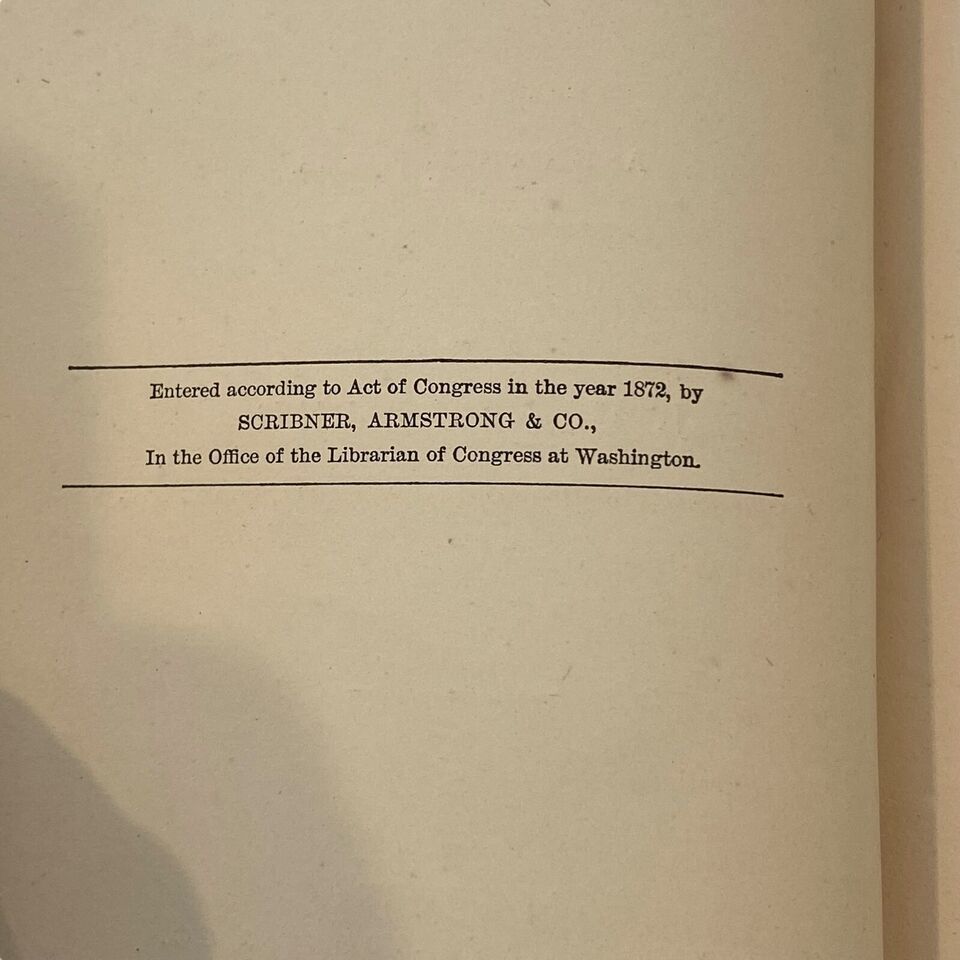 Entered according to Act of Congress in the year 1872, by
SCRIBNER, ARMSTRONG & CO.,
In the Office of the Librarian of Congress at Washington.